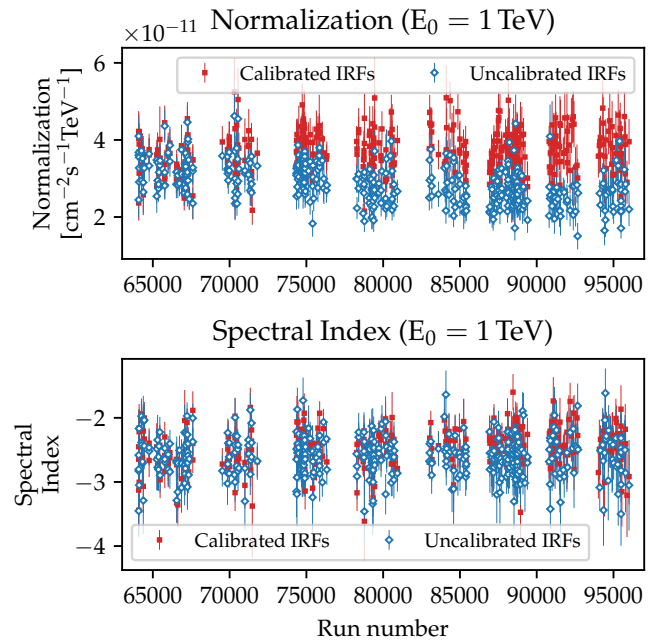 Normalization (E₀ = 1 TeV)
×10⁻¹¹
Calibrated IRFs
Uncalibrated IRFs
6
4
2
Normalization
[cm⁻²s⁻¹TeV⁻¹]
65000 70000 75000 80000 85000 90000 95000
Spectral Index (E₀ = 1 TeV)
−2
−3
−4
Spectral
Index
Calibrated IRFs
Uncalibrated IRFs
65000 70000 75000 80000 85000 90000 95000
Run number